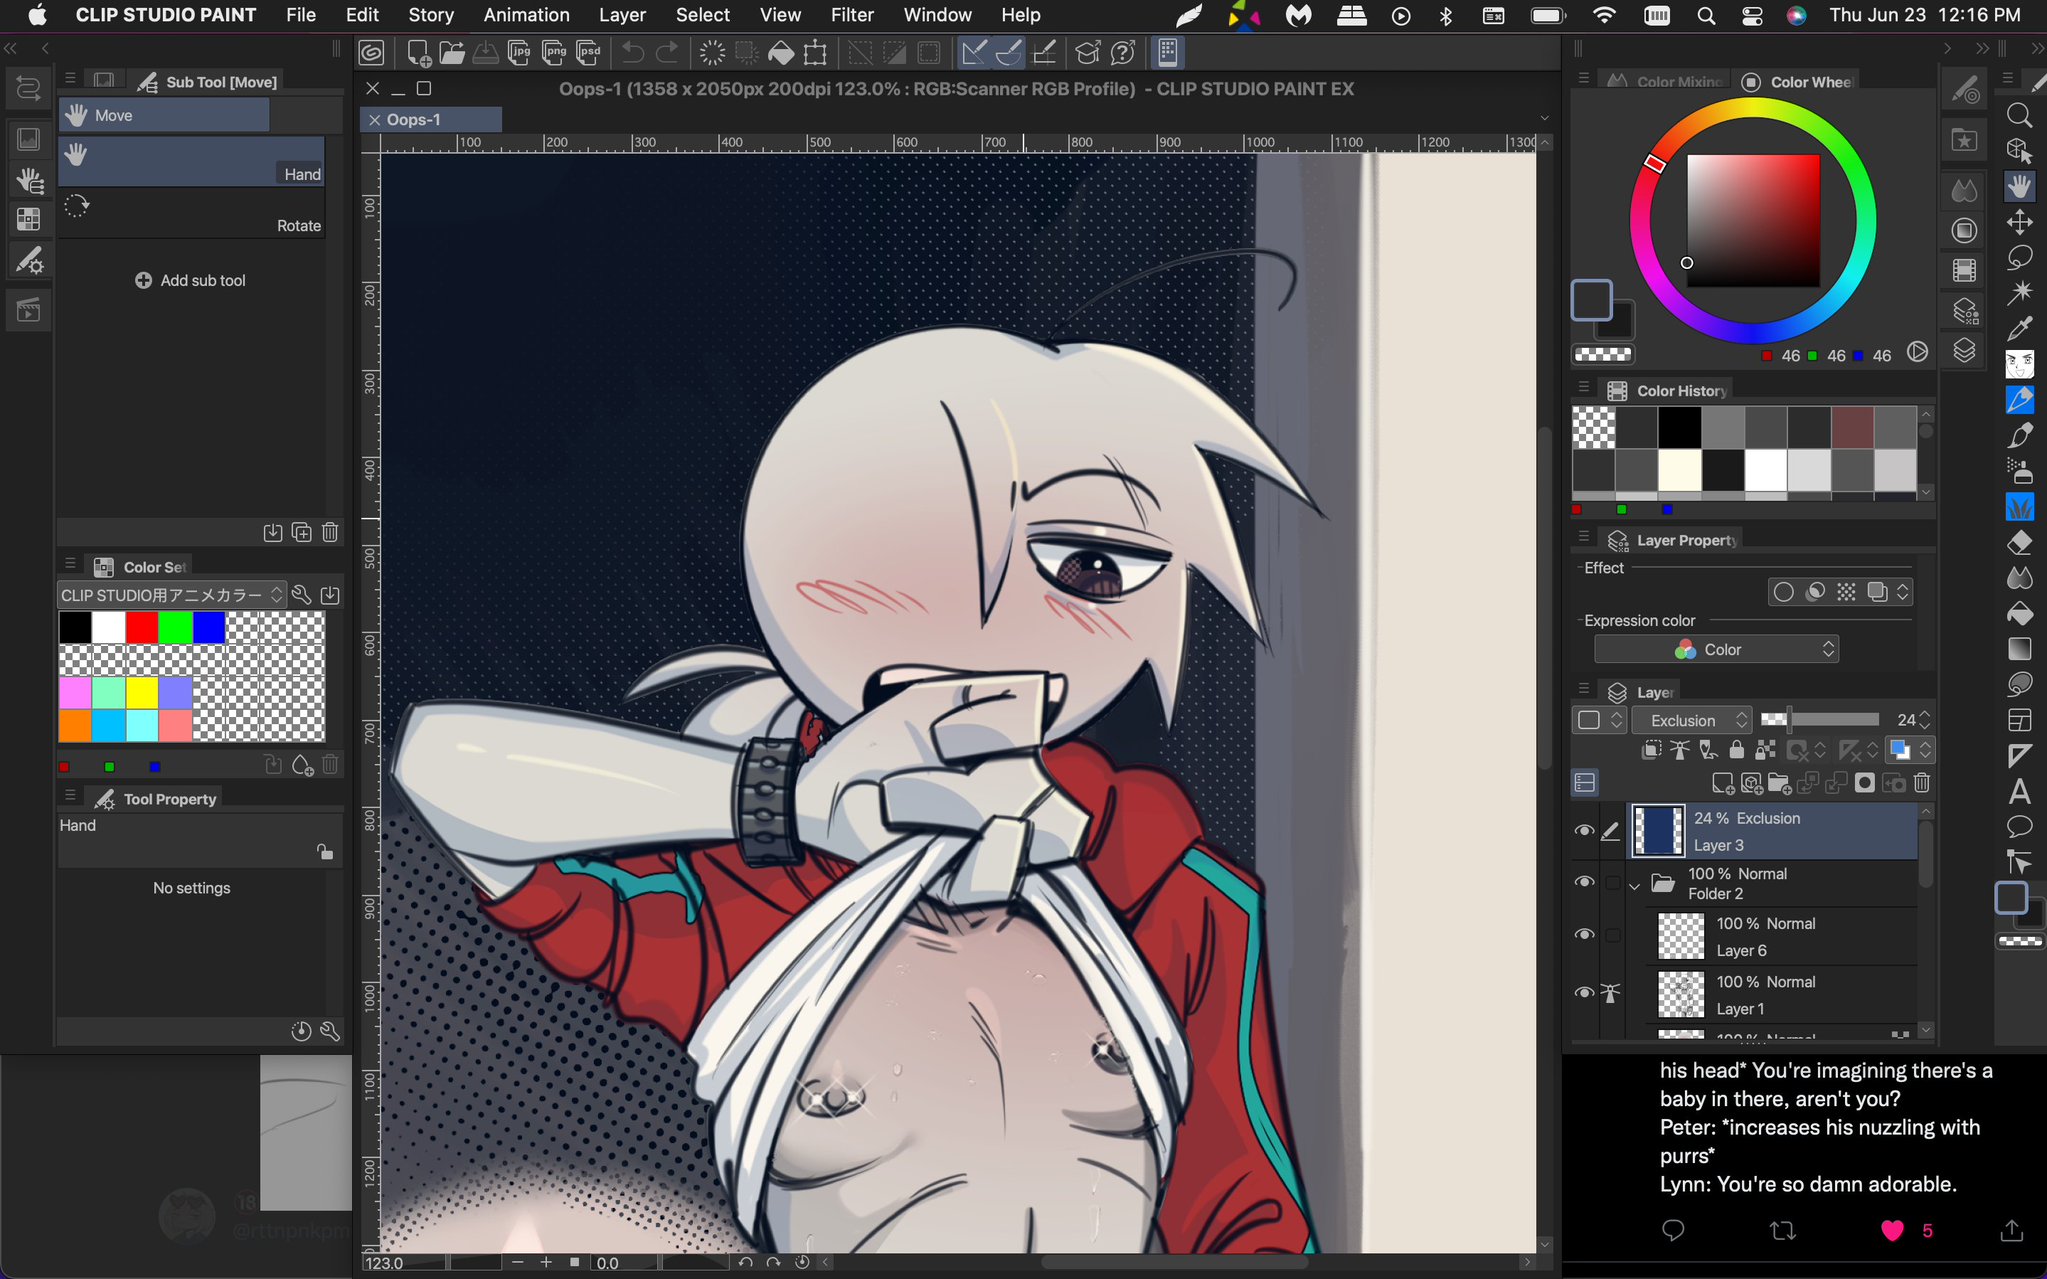 CLIP STUDIO PAINT File Edit Story Animation Layer Select View Filter Window Help Thu Jun 23 12:16 PM
Sub Tool [Move]
Move
Hand
Rotate
Add sub tool
Color Set
CLIP STUDIO用アニメカラー
Tool Property
Hand
No settings
jpg png psd
Oops-1 (1358 x 2050px 200dpi 123.0% : RGB:Scanner RGB Profile) - CLIP STUDIO PAINT EX
Oops-1
100 200 300 400 500 600 700 800 900 1000 1100 1200 1300
100
200
300
400
500
600
700
800
900
1000
1100
1200
123.0 0.0
Color Mixing Color Wheel
46 46 46
Color History
Layer Property
Effect
Expression color
Color
Layer
Exclusion 24
24 % Exclusion
Layer 3
100 % Normal
Folder 2
100 % Normal
Layer 6
100 % Normal
Layer 1
100 % Normal
his head* You're imagining there's a
baby in there, aren't you?
Peter: *increases his nuzzling with
purrs*
Lynn: You're so damn adorable.
5
18
@rttnpnkpm